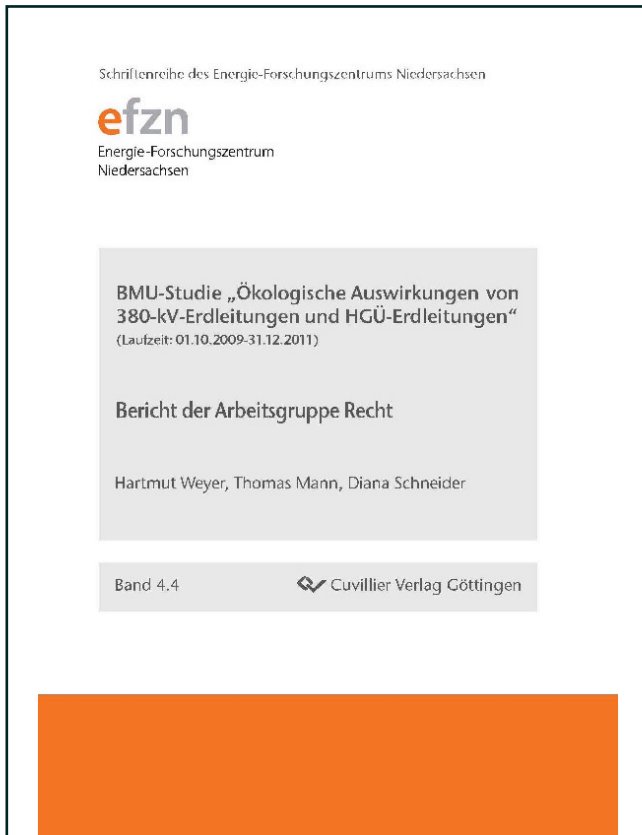 Schriftenreihe des Energie-Forschungszentrums Niedersachsen
efzn
Energie-Forschungszentrum
Niedersachsen
BMU-Studie „Ökologische Auswirkungen von
380-kV-Erdleitungen und HGÜ-Erdleitungen“
(Laufzeit: 01.10.2009-31.12.2011)
Bericht der Arbeitsgruppe Recht
Hartmut Weyer, Thomas Mann, Diana Schneider
Band 4.4 Cuvillier Verlag Göttingen